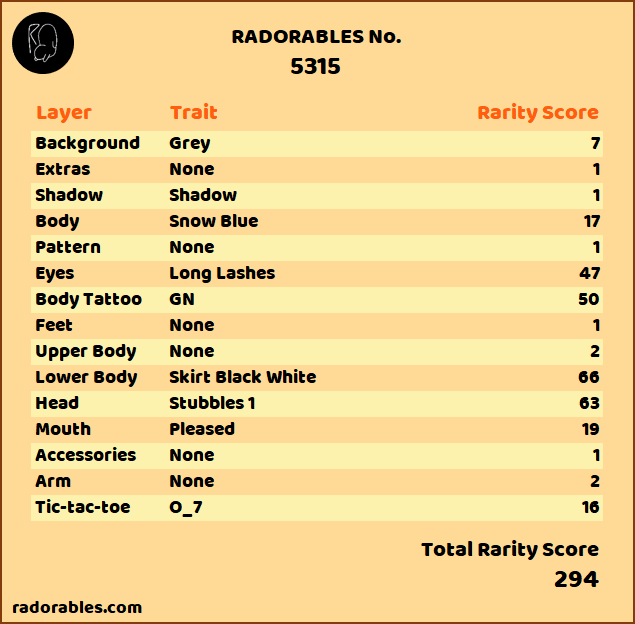 RADORABLES No.
5315
Layer Trait Rarity Score
Background Grey 7
Extras None 1
Shadow Shadow 1
Body Snow Blue 17
Pattern None 1
Eyes Long Lashes 47
Body Tattoo GN 50
Feet None 1
Upper Body None 2
Lower Body Skirt Black White 66
Head Stubbles 1 63
Mouth Pleased 19
Accessories None 1
Arm None 2
Tic-tac-toe O_7 16
Total Rarity Score
294
radorables.com